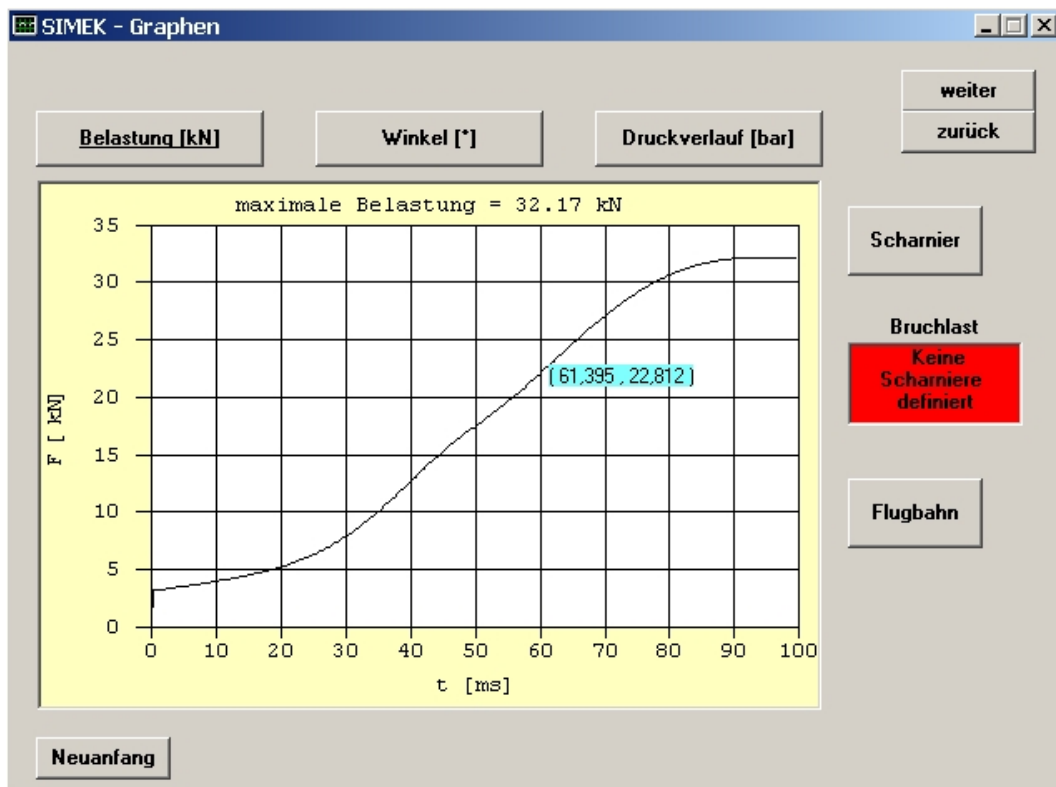 SIMEK - Graphen
weiter
zurück
Belastung [kN]
Winkel [°]
Druckverlauf [bar]
maximale Belastung = 32.17 kN
35
30
25
20
15
10
5
0
F [ kN]
( 61,395 , 22,812 )
0 10 20 30 40 50 60 70 80 90 100
t [ms]
Scharnier
Bruchlast
Keine
Scharniere
definiert
Flugbahn
Neuanfang